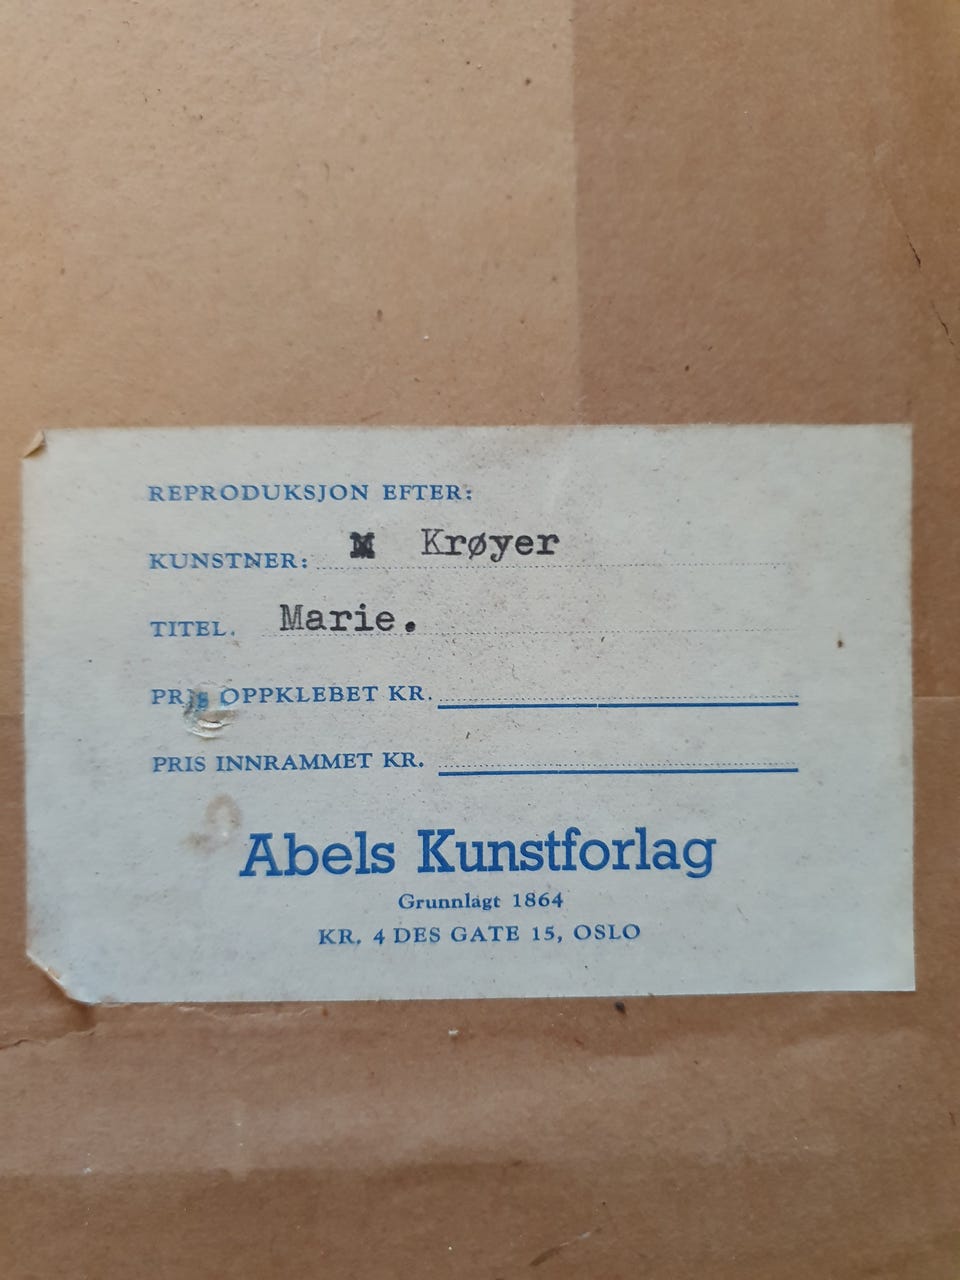 REPRODUKSJON EFTER:
KUNSTNER: M Krøyer
TITEL. Marie.
PRIS OPPKLEBET KR.
PRIS INNRAMMET KR.
Abels Kunstforlag
Grunnlagt 1864
KR. 4 DES GATE 15, OSLO